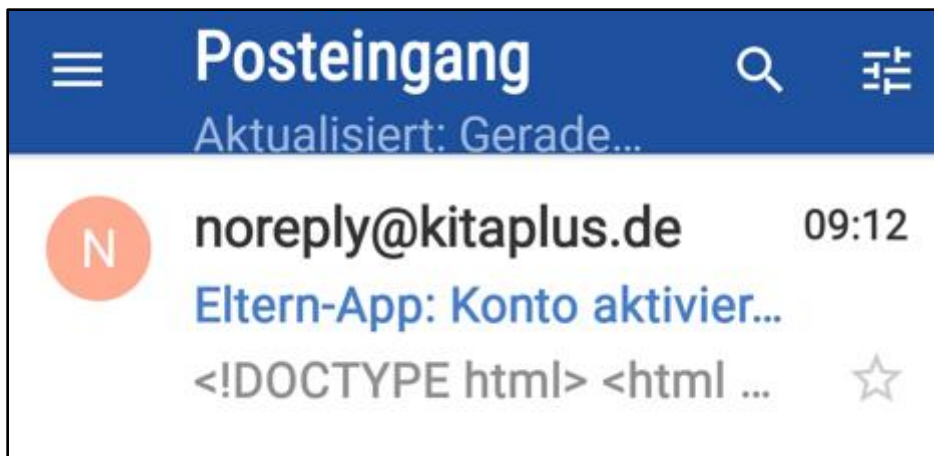 Posteingang
Aktualisiert: Gerade...
N
noreply@kitaplus.de 09:12
Eltern-App: Konto aktivier...
<!DOCTYPE html> <html ...